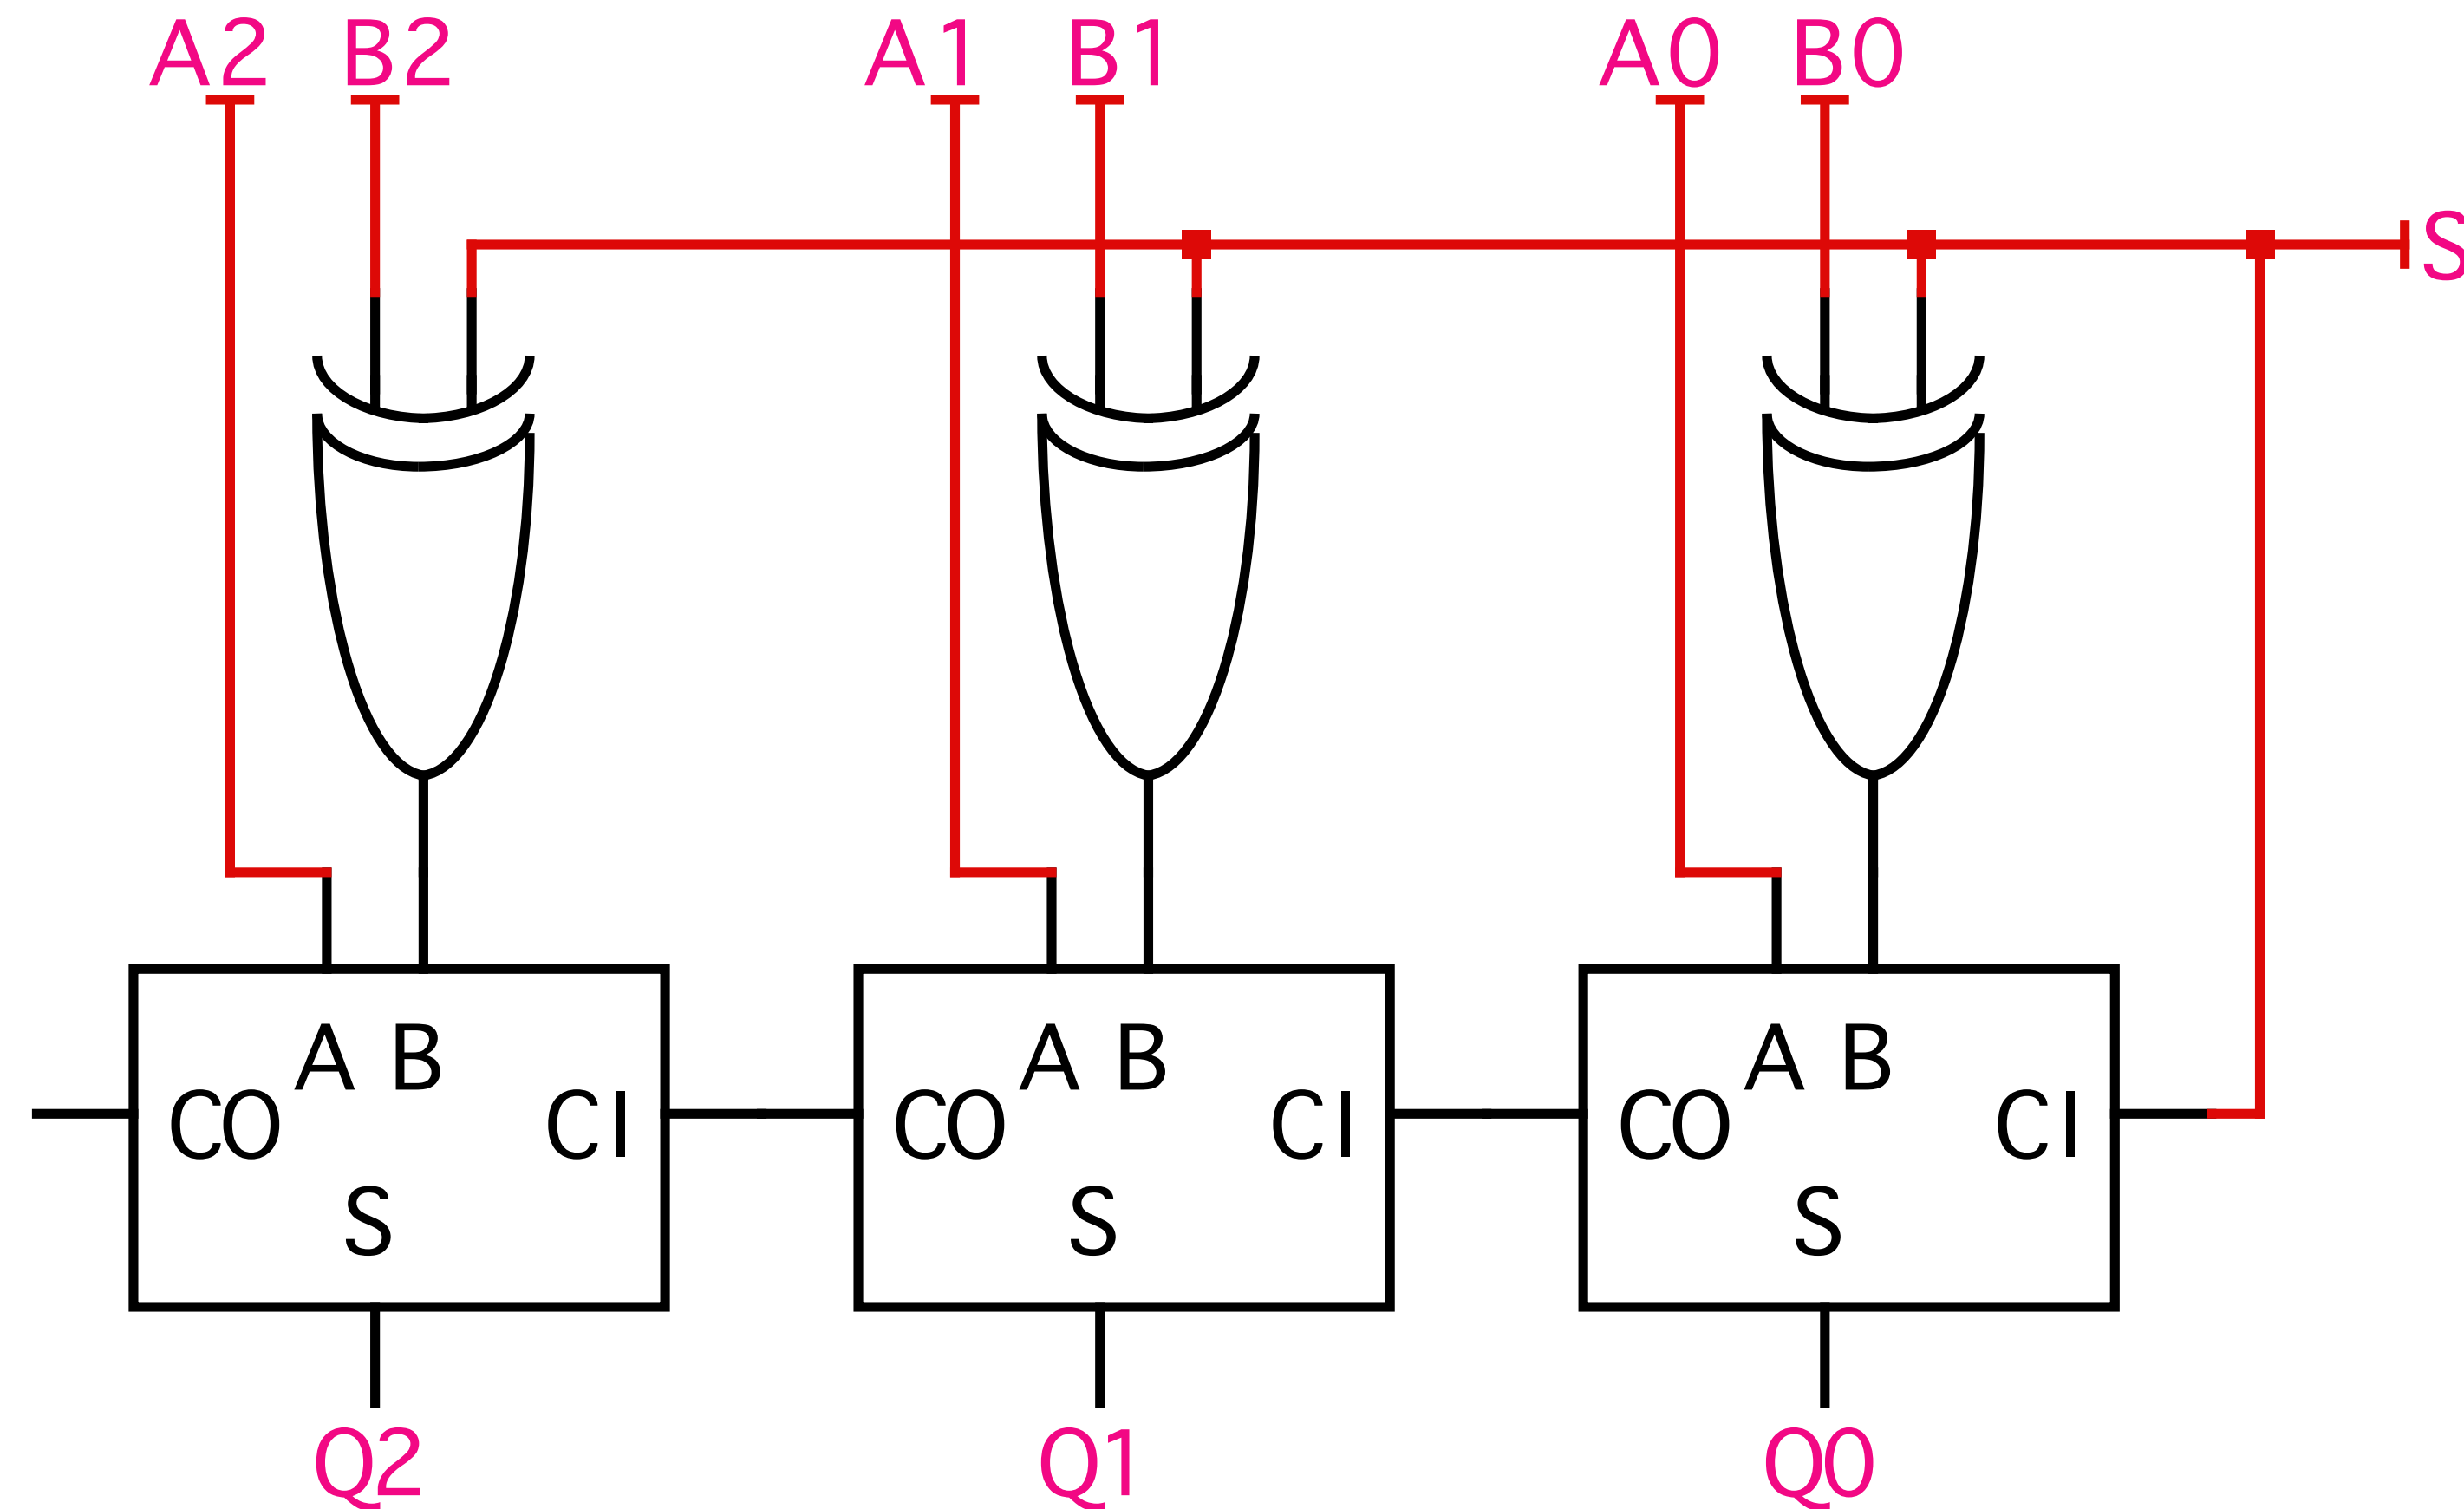 A2 B2 A1 B1 A0 B0
S
A B A B A B
CO CI CO CI CO CI
S S S
Q2 Q1 Q0